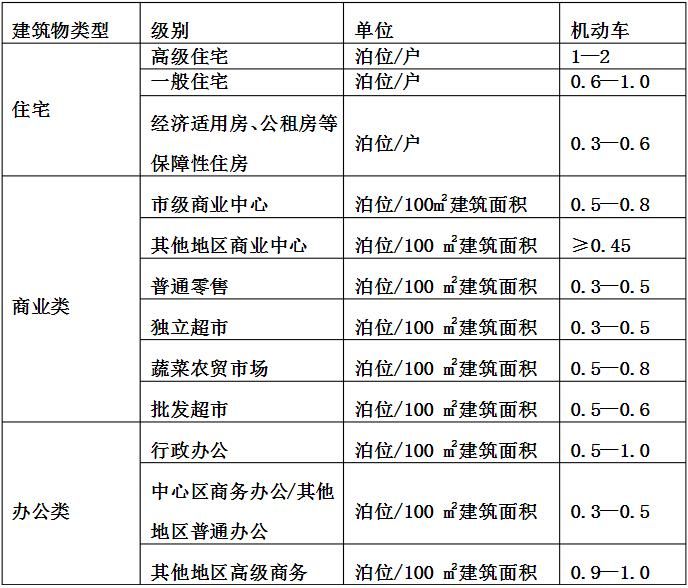 建筑物类型 级别 单位 机动车
住宅 高级住宅 泊位/户 1—2
一般住宅 泊位/户 0.6—1.0
经济适用房、公租房等
保障性住房 泊位/户 0.3—0.6
商业类 市级商业中心 泊位/100㎡建筑面积 0.5—0.8
其他地区商业中心 泊位/100 ㎡建筑面积 ≥0.45
普通零售 泊位/100 ㎡建筑面积 0.3—0.5
独立超市 泊位/100 ㎡建筑面积 0.3—0.5
蔬菜农贸市场 泊位/100 ㎡建筑面积 0.5—0.8
批发超市 泊位/100 ㎡建筑面积 0.5—0.6
办公类 行政办公 泊位/100 ㎡建筑面积 0.5—1.0
中心区商务办公/其他
地区普通办公 泊位/100 ㎡建筑面积 0.3—0.5
其他地区高级商务 泊位/100 ㎡建筑面积 0.9—1.0